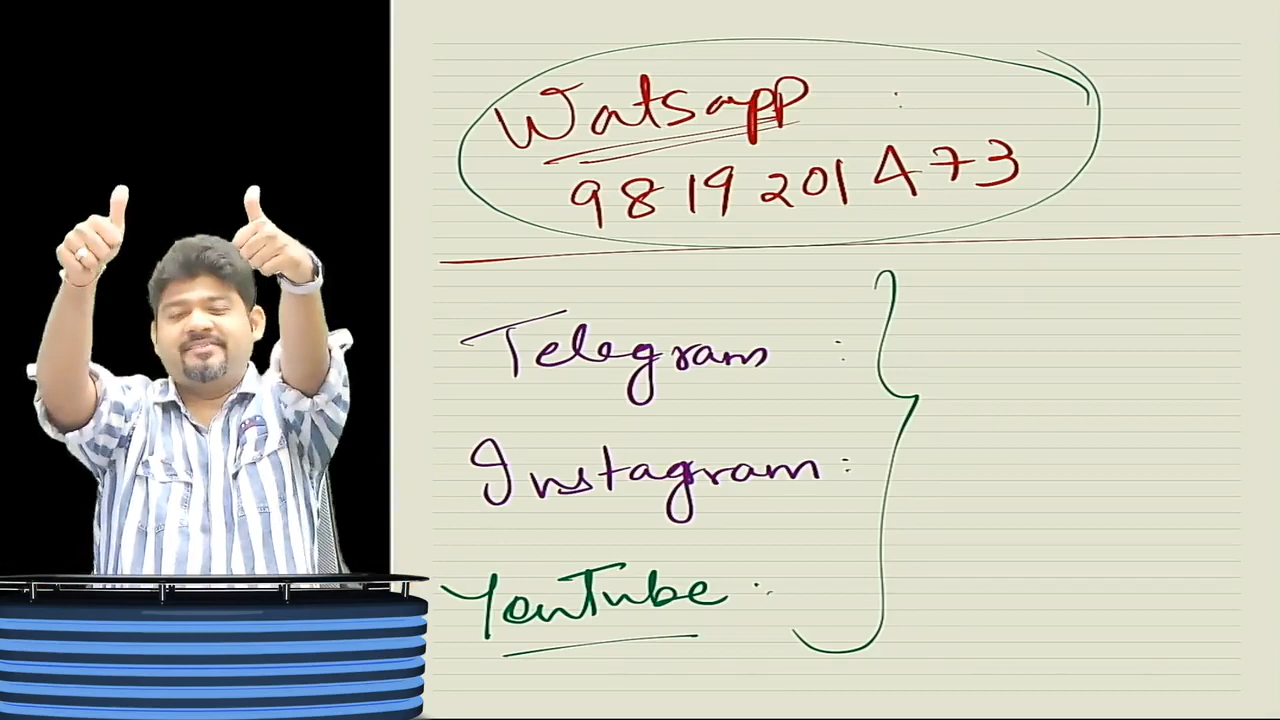 Watsapp :
9819201473
Telegram :
Instagram :
YouTube :